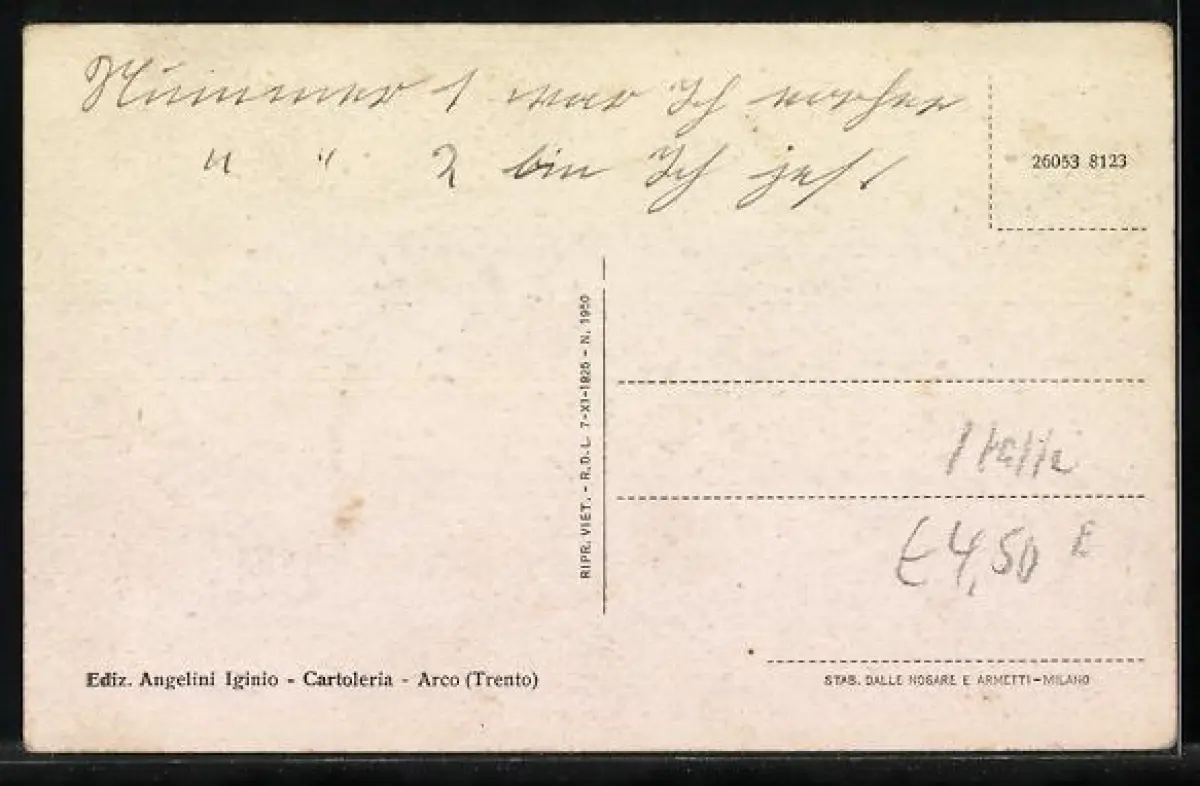 Nummer 1 war Ich vorher
" " 2 bin Ich jetzt
26053 8123
RIPR. VIET. - R.D.L. 7-XI-1925 - N. 1950
Italie
€ 4,50 E
Ediz. Angelini Iginio - Cartoleria - Arco (Trento)
STAB. DALLE NOGARE E ARMETTI-MILANO